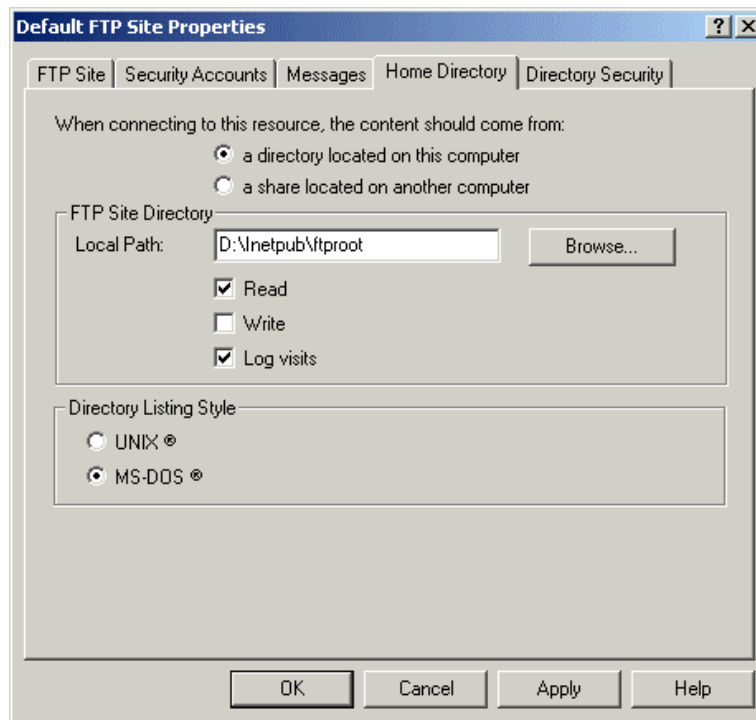 Default FTP Site Properties
FTP Site Security Accounts Messages Home Directory Directory Security
When connecting to this resource, the content should come from:
a directory located on this computer
a share located on another computer
FTP Site Directory
Local Path: D:\Inetpub\ftproot Browse...
Read
Write
Log visits
Directory Listing Style
UNIX ®
MS-DOS ®
OK Cancel Apply Help